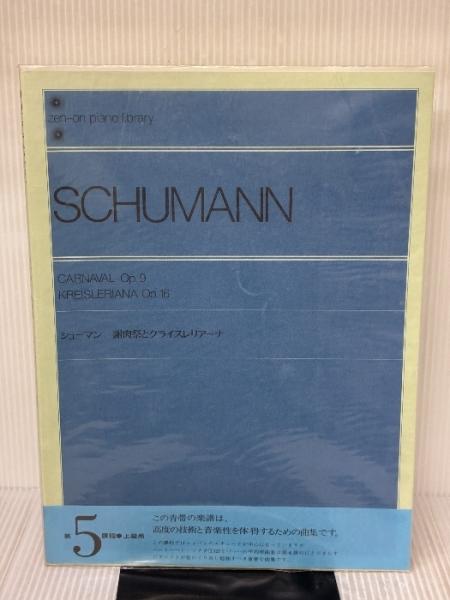 zen-on piano library
SCHUMANN
CARNAVAL Op. 9
KREISLERIANA Op. 16
シューマン 謝肉祭とクライスレリアーナ
第5課程●上級用
この青帯の楽譜は、
高度の技術と音楽性を体得するための曲集です。